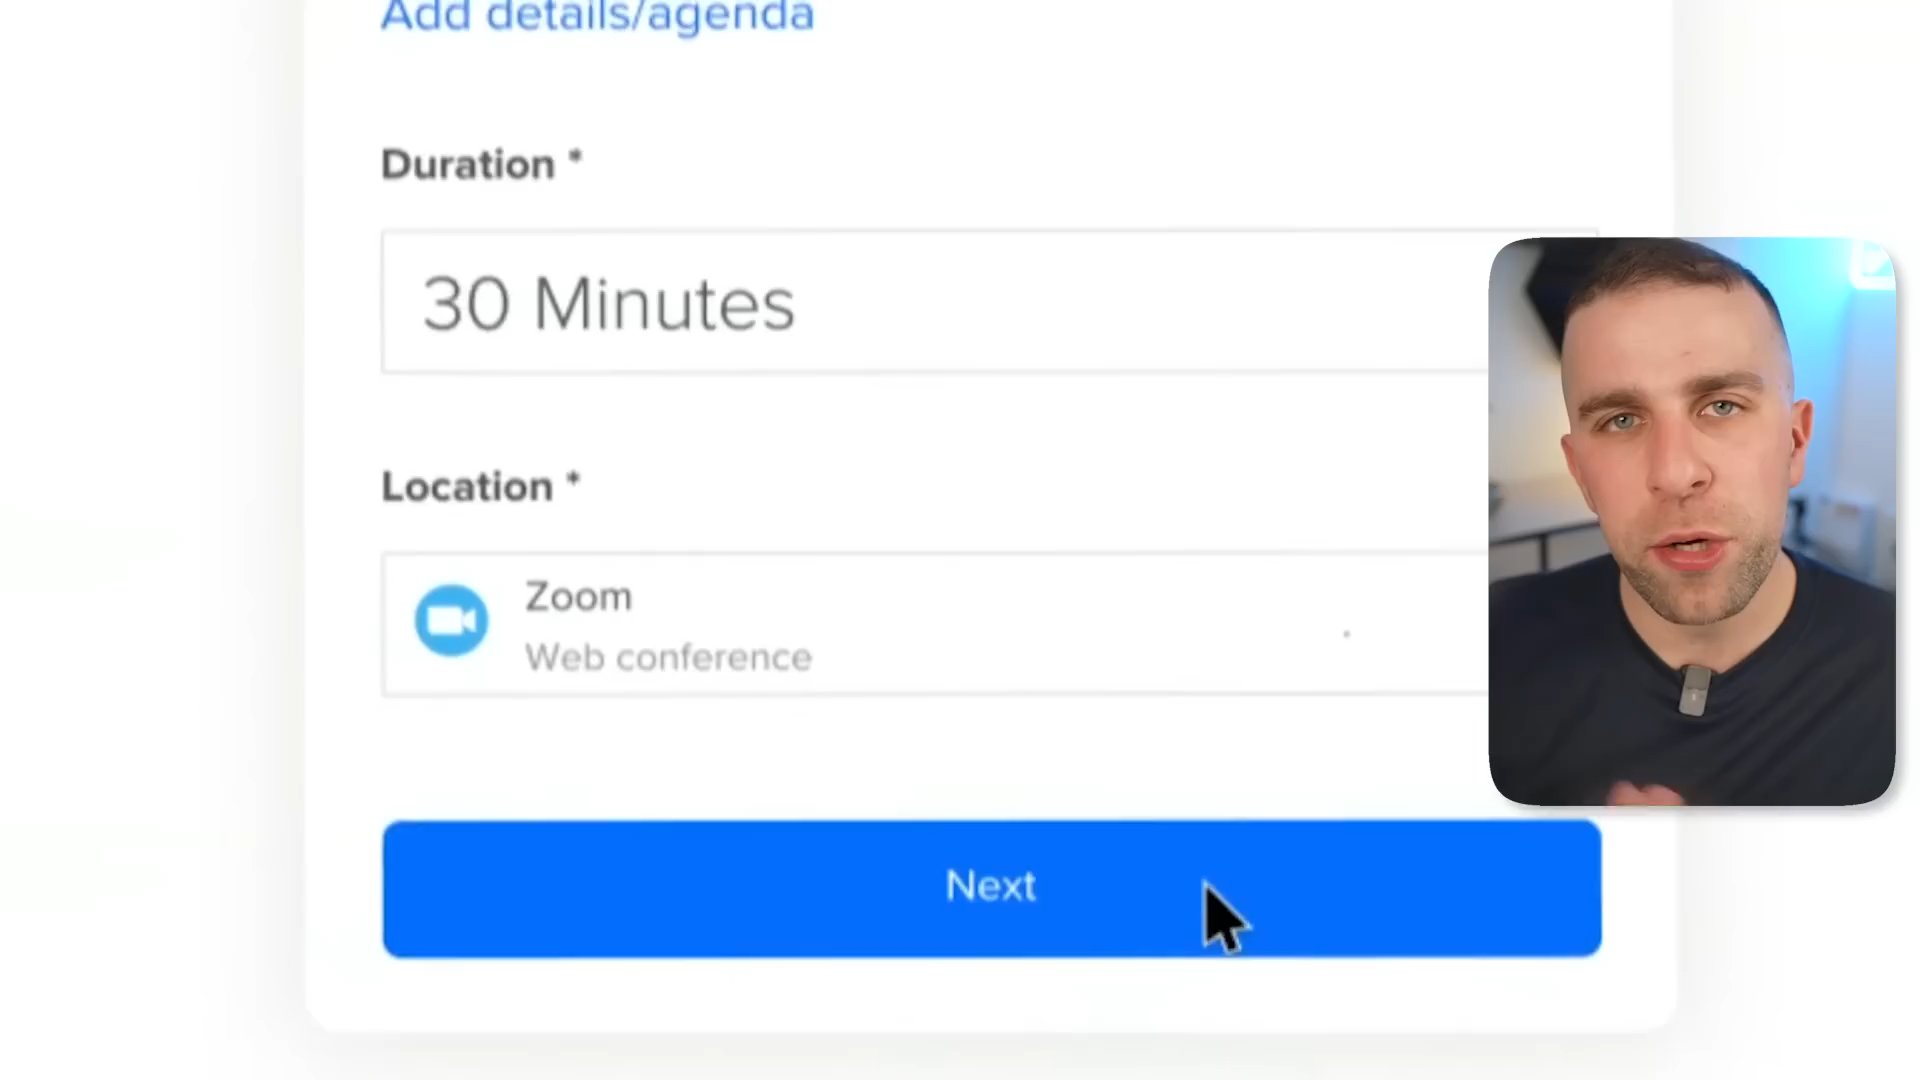 Add details/agenda
Duration *
30 Minutes
Location *
Zoom
Web conference
Next